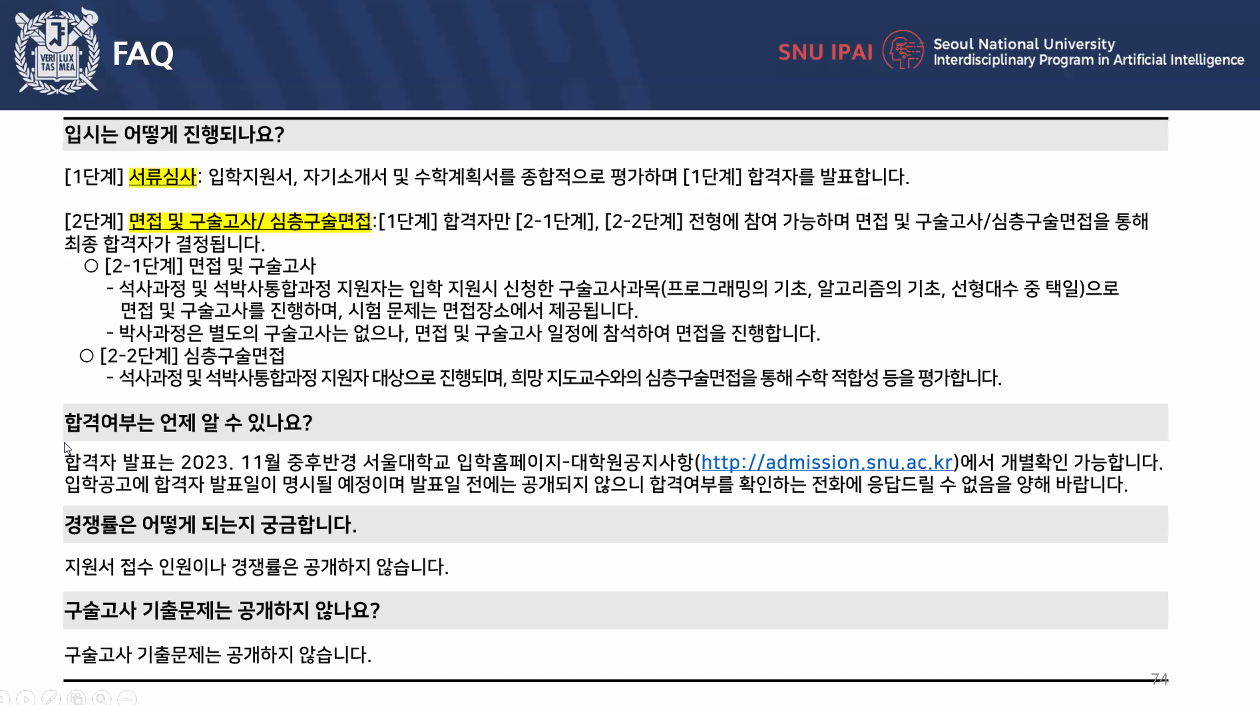 VERI LUX
TAS MEA
FAQ
SNU IPAI
Seoul National University
Interdisciplinary Program in Artificial Intelligence
입시는 어떻게 진행되나요?
[1단계] 서류심사: 입학지원서, 자기소개서 및 수학계획서를 종합적으로 평가하며 [1단계] 합격자를 발표합니다.
[2단계] 면접 및 구술고사/ 심층구술면접:[1단계] 합격자만 [2-1단계], [2-2단계] 전형에 참여 가능하며 면접 및 구술고사/심층구술면접을 통해
최종 합격자가 결정됩니다.
○ [2-1단계] 면접 및 구술고사
- 석사과정 및 석박사통합과정 지원자는 입학 지원시 신청한 구술고사과목(프로그래밍의 기초, 알고리즘의 기초, 선형대수 중 택일)으로
면접 및 구술고사를 진행하며, 시험 문제는 면접장소에서 제공됩니다.
- 박사과정은 별도의 구술고사는 없으나, 면접 및 구술고사 일정에 참석하여 면접을 진행합니다.
○ [2-2단계] 심층구술면접
- 석사과정 및 석박사통합과정 지원자 대상으로 진행되며, 희망 지도교수와의 심층구술면접을 통해 수학 적합성 등을 평가합니다.
합격여부는 언제 알 수 있나요?
합격자 발표는 2023. 11월 중후반경 서울대학교 입학홈페이지-대학원공지사항(http://admission.snu.ac.kr)에서 개별확인 가능합니다.
입학공고에 합격자 발표일이 명시될 예정이며 발표일 전에는 공개되지 않으니 합격여부를 확인하는 전화에 응답드릴 수 없음을 양해 바랍니다.
경쟁률은 어떻게 되는지 궁금합니다.
지원서 접수 인원이나 경쟁률은 공개하지 않습니다.
구술고사 기출문제는 공개하지 않나요?
구술고사 기출문제는 공개하지 않습니다.
74